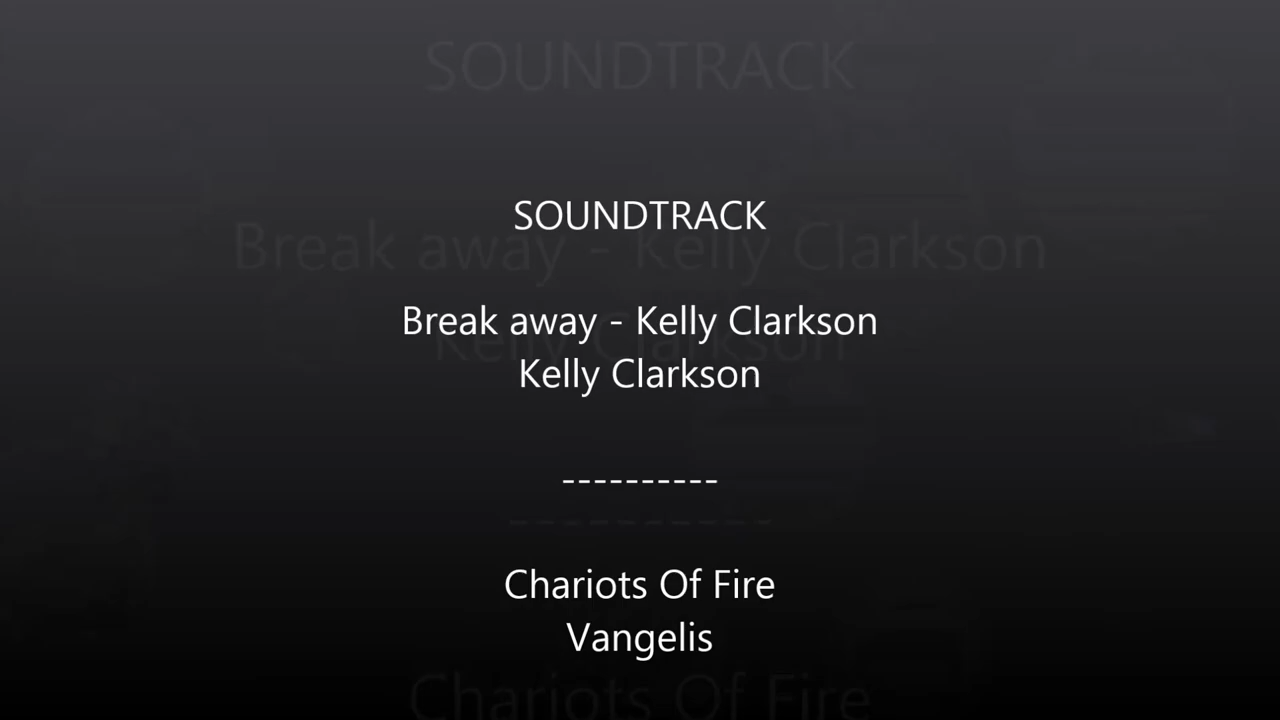 SOUNDTRACK
Break away - Kelly Clarkson
Kelly Clarkson
----------
Chariots Of Fire
Vangelis